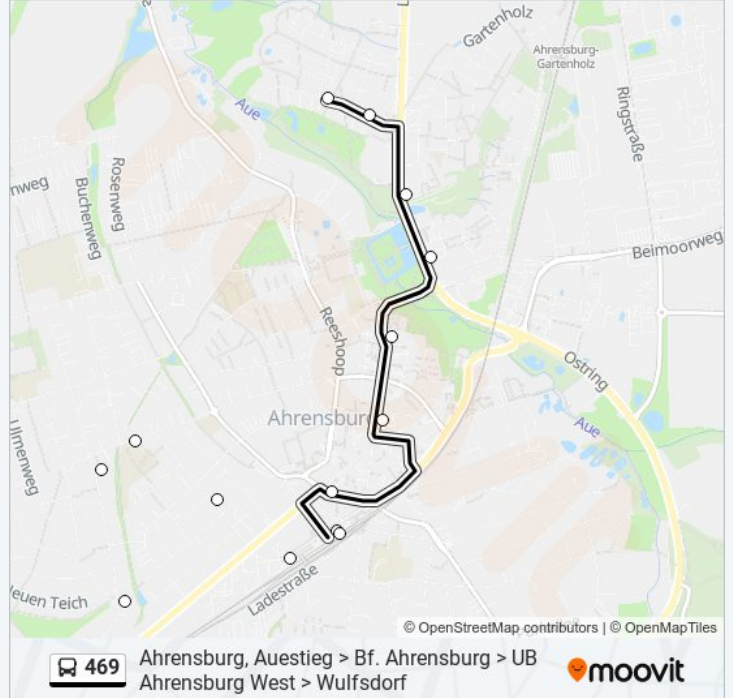 Gartenholz
Ahrensburg-
Gartenholz
Ringstraße
Aue
nweg
Rosenweg
Buchenweg
Beimoorweg
Reeshoop
Ostring
Ahrensburg
Aue
Ulmenweg
Ladestraße
euen Teich
© OpenStreetMap contributors | © OpenMapTiles
469
Ahrensburg, Auestieg > Bf. Ahrensburg > UB
Ahrensburg West > Wulfsdorf
moovit